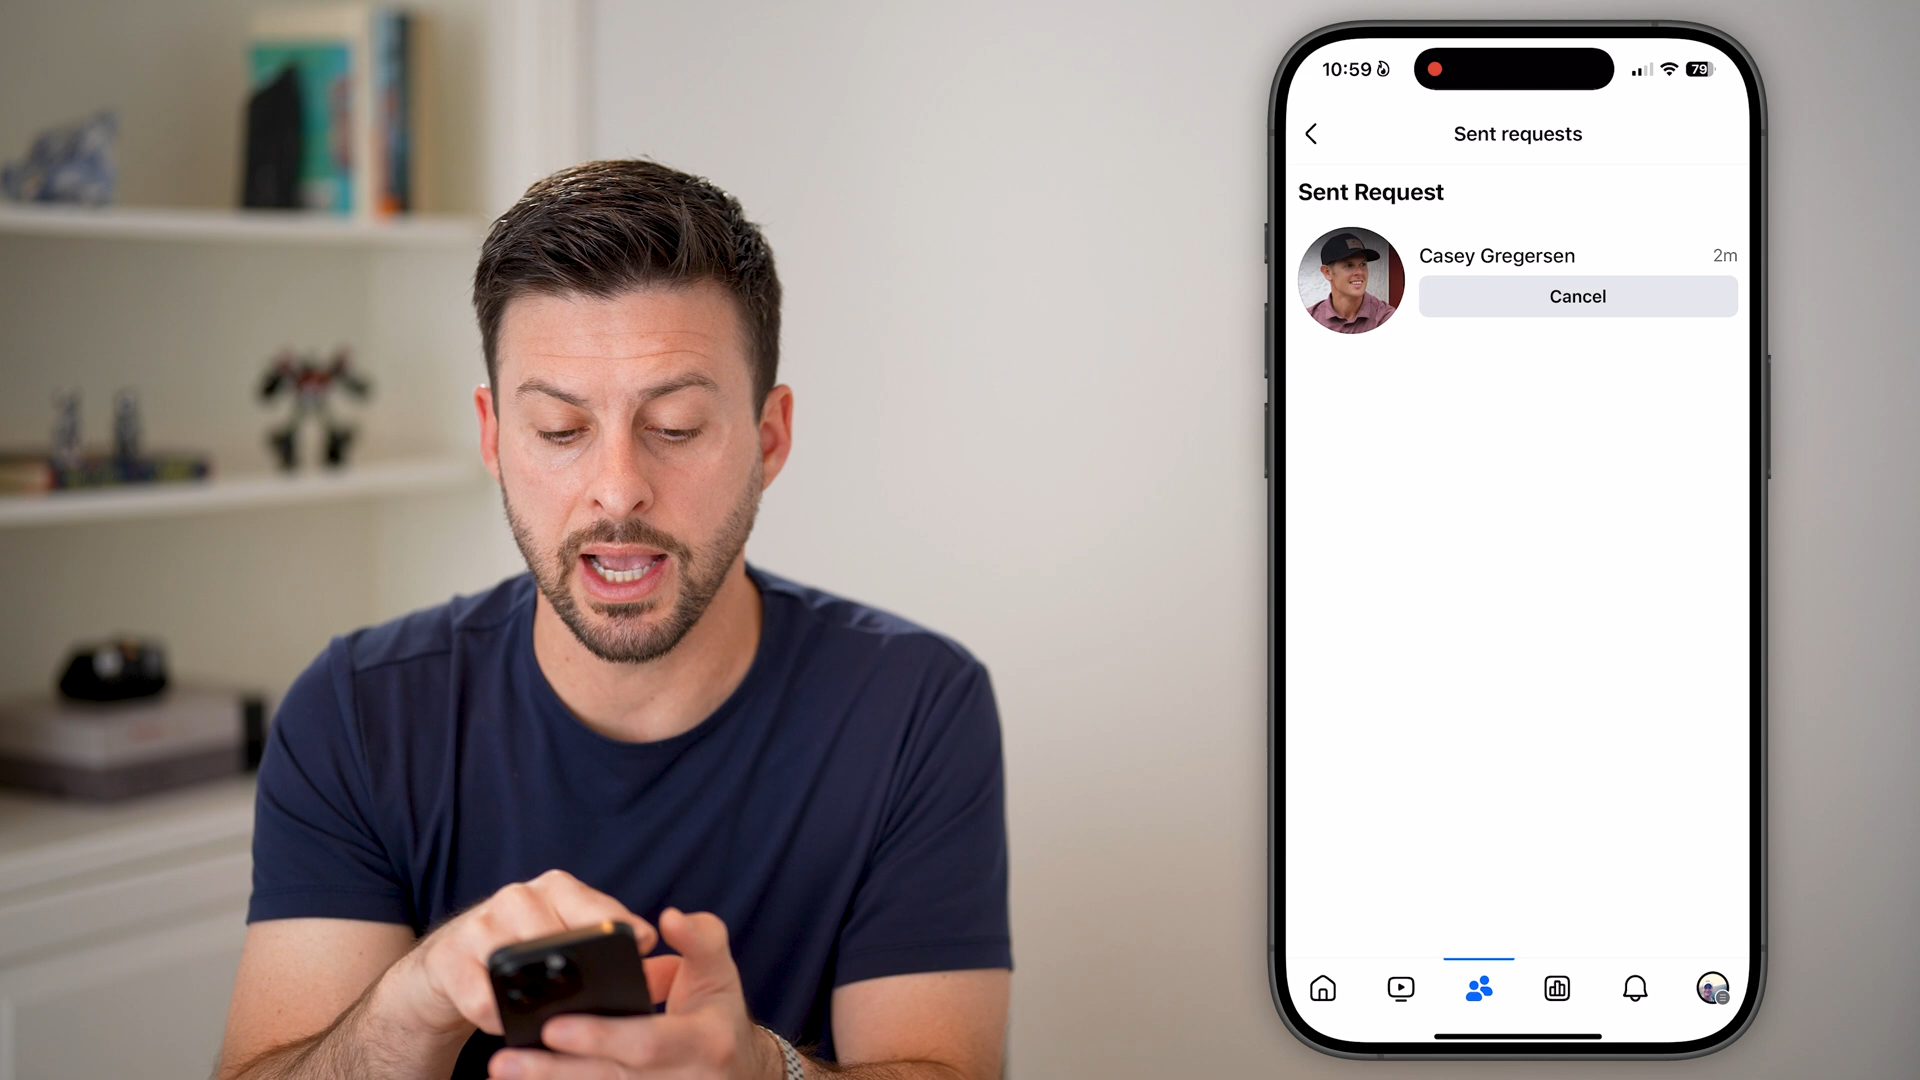 10:59
79
Sent requests
Sent Request
Casey Gregersen 2m
Cancel